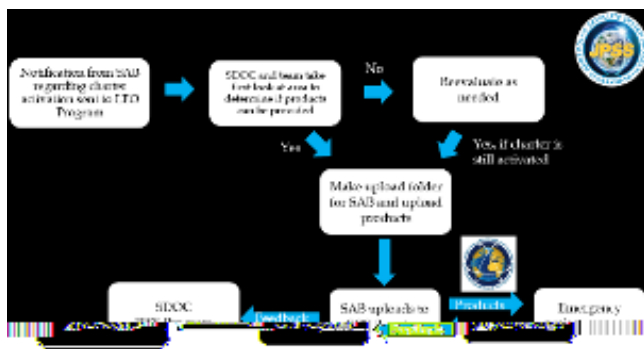 Notification from SAB
regarding charter
activation sent to LTO
Program
SDOC and team take
first look at area to
determine if products
can be provided
No
Reevaluate as
needed
Yes
Yes, if charter is
still activated
Make upload folder
for SAB and upload
products
JPSS
SDOC
Feedback
SAB uploads to
Products
Emergency
Feedback